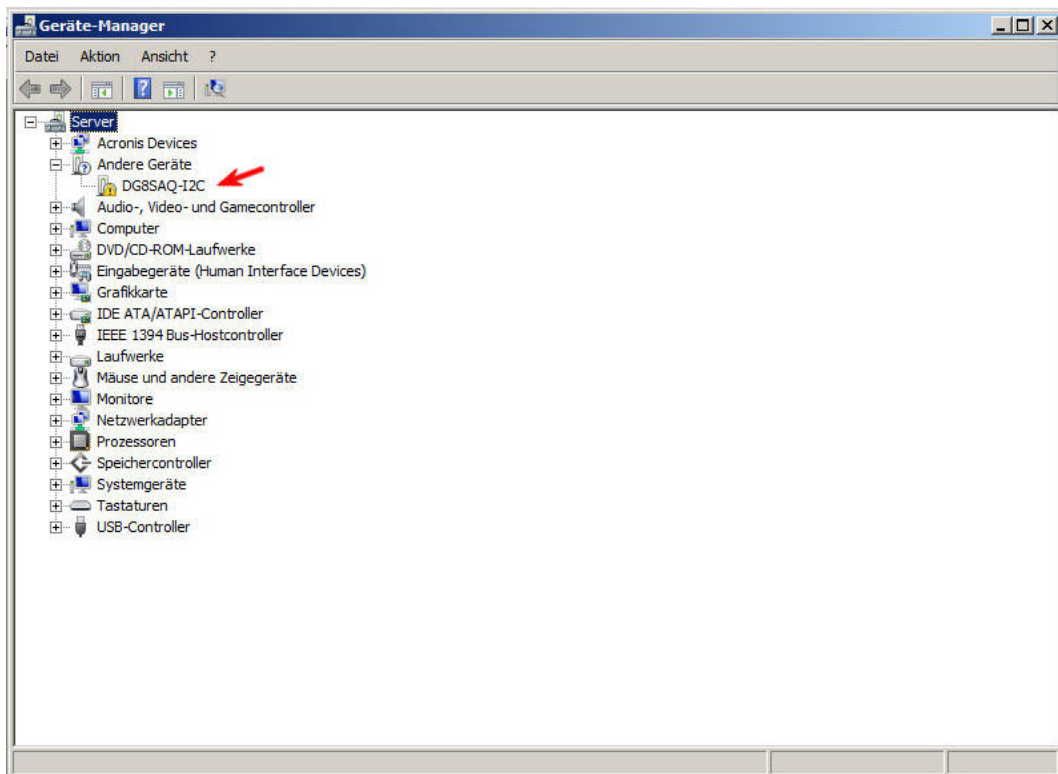 Geräte-Manager
Datei Aktion Ansicht ?
Server
Acronis Devices
Andere Geräte
DG8SAQ-I2C
Audio-, Video- und Gamecontroller
Computer
DVD/CD-ROM-Laufwerke
Eingabegeräte (Human Interface Devices)
Grafikkarte
IDE ATA/ATAPI-Controller
IEEE 1394 Bus-Hostcontroller
Laufwerke
Mäuse und andere Zeigegeräte
Monitore
Netzwerkadapter
Prozessoren
Speichercontroller
Systemgeräte
Tastaturen
USB-Controller